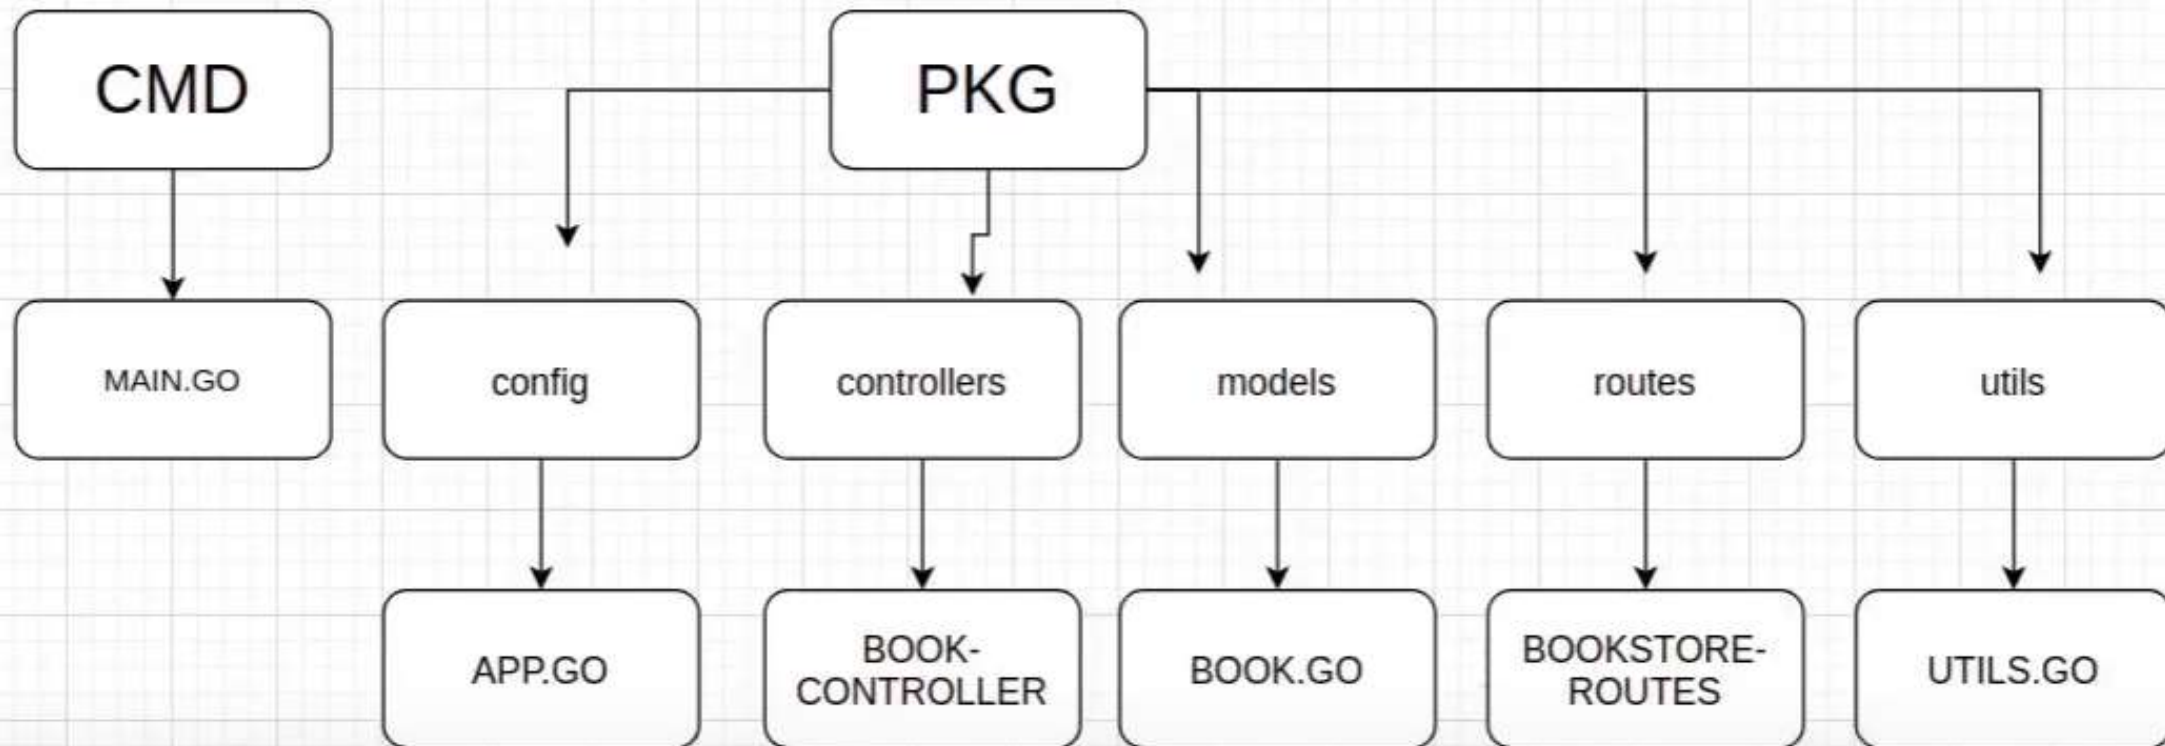 CMD
PKG
MAIN.GO
config
controllers
models
routes
utils
APP.GO
BOOK-
CONTROLLER
BOOK.GO
BOOKSTORE-
ROUTES
UTILS.GO